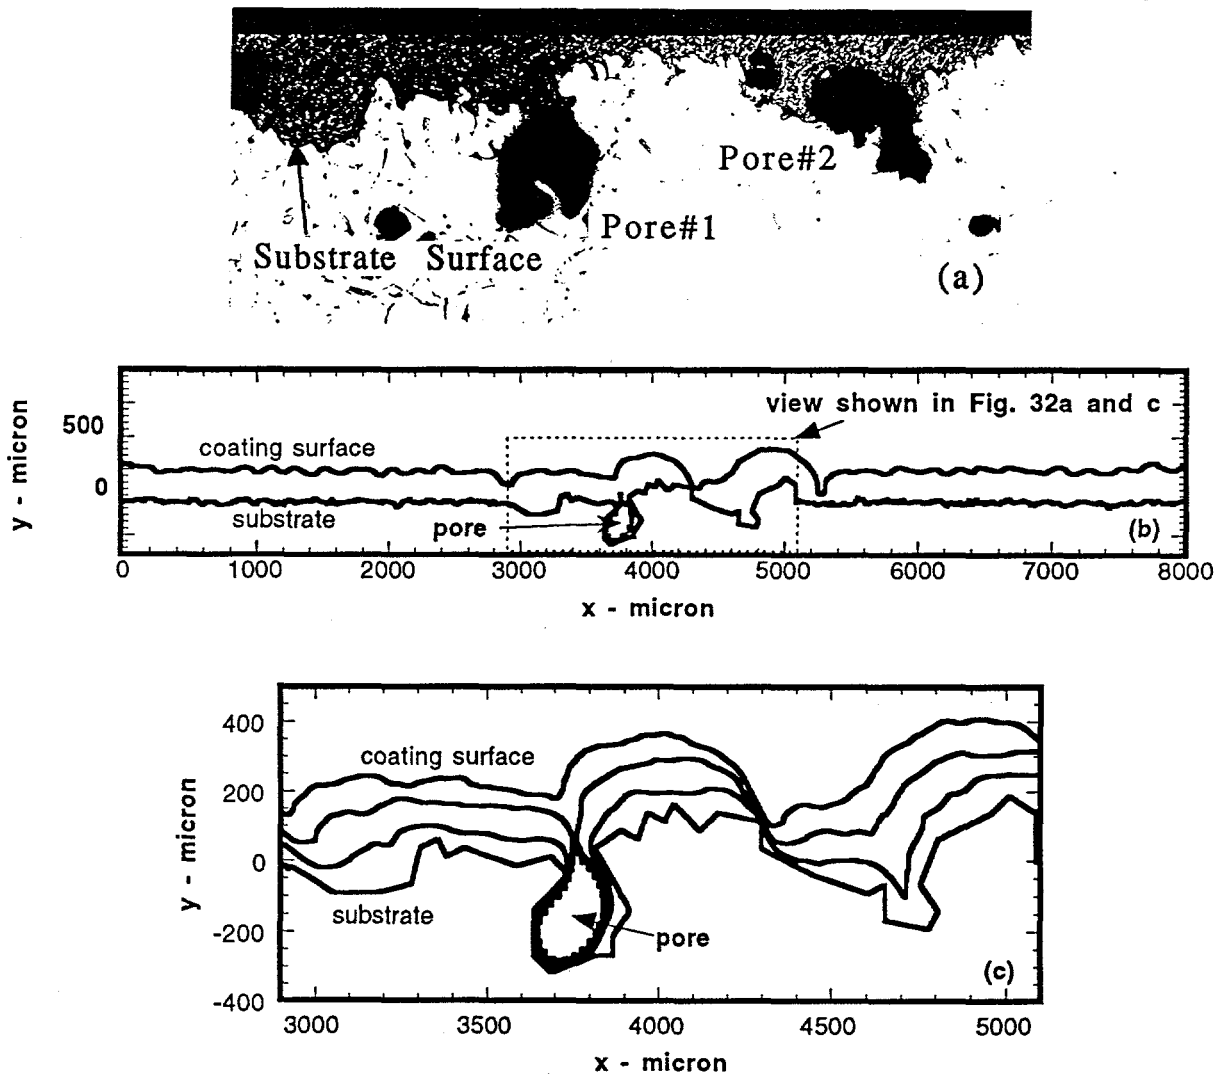 Pore#2
Pore#1
Substrate Surface
(a)
view shown in Fig. 32a and c
500
coating surface
0
substrate
pore
(b)
y - micron
0 1000 2000 3000 4000 5000 6000 7000 8000
x - micron
400
coating surface
200
0
substrate
-200
pore
(c)
-400
y - micron
3000 3500 4000 4500 5000
x - micron